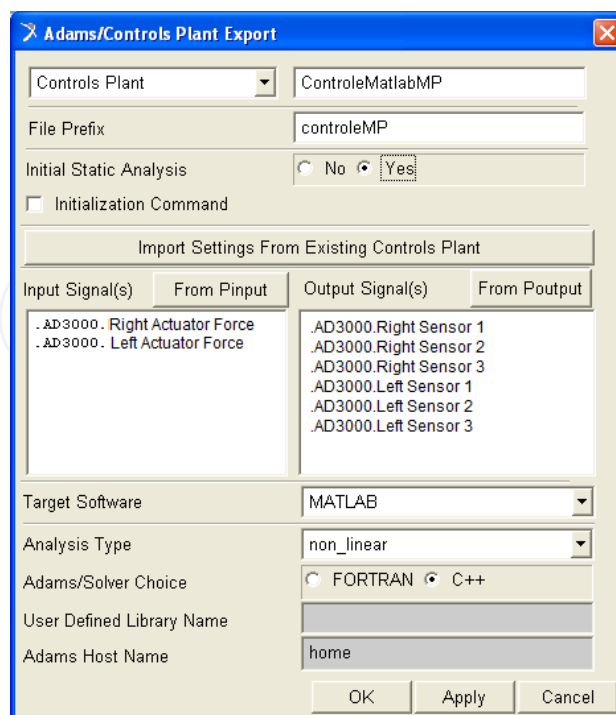 Adams/Controls Plant Export
Controls Plant ControleMatlabMP
File Prefix controleMP
Initial Static Analysis No Yes
Initialization Command
Import Settings From Existing Controls Plant
Input Signal(s) From Pinput Output Signal(s) From Poutput
.AD3000. Right Actuator Force
.AD3000. Left Actuator Force
.AD3000.Right Sensor 1
.AD3000.Right Sensor 2
.AD3000.Right Sensor 3
.AD3000.Left Sensor 1
.AD3000.Left Sensor 2
.AD3000.Left Sensor 3
Target Software MATLAB
Analysis Type non_linear
Adams/Solver Choice FORTRAN C++
User Defined Library Name
Adams Host Name home
OK Apply Cancel